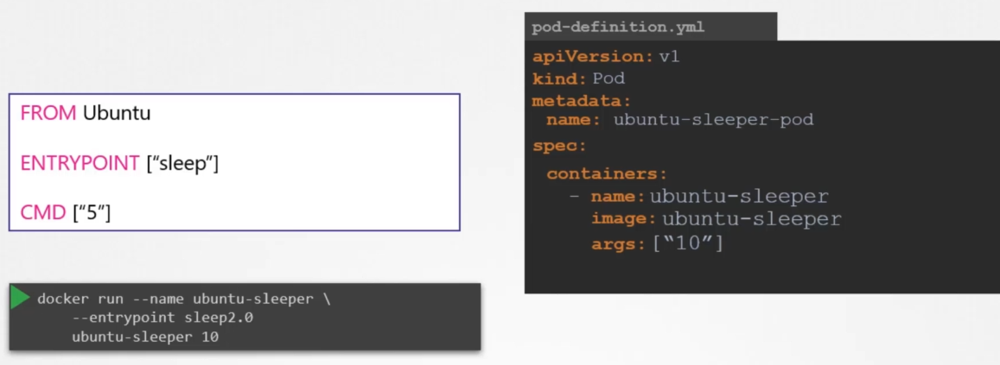 FROM Ubuntu
ENTRYPOINT [“sleep”]
CMD [“5”]
docker run --name ubuntu-sleeper \
--entrypoint sleep2.0
ubuntu-sleeper 10
pod-definition.yml
apiVersion: v1
kind: Pod
metadata:
name: ubuntu-sleeper-pod
spec:
containers:
- name: ubuntu-sleeper
image: ubuntu-sleeper
args: [“10”]